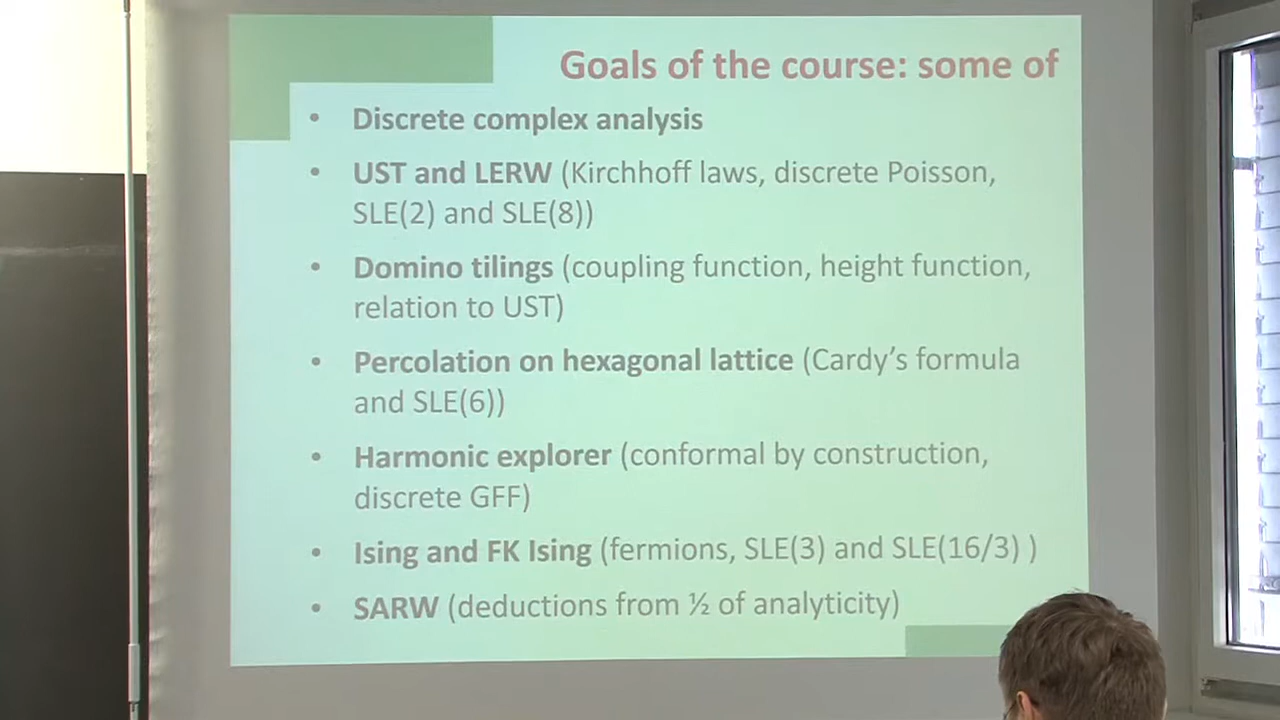 Goals of the course: some of
• Discrete complex analysis
• UST and LERW (Kirchhoff laws, discrete Poisson,
SLE(2) and SLE(8))
• Domino tilings (coupling function, height function,
relation to UST)
• Percolation on hexagonal lattice (Cardy’s formula
and SLE(6))
• Harmonic explorer (conformal by construction,
discrete GFF)
• Ising and FK Ising (fermions, SLE(3) and SLE(16/3) )
• SARW (deductions from ½ of analyticity)